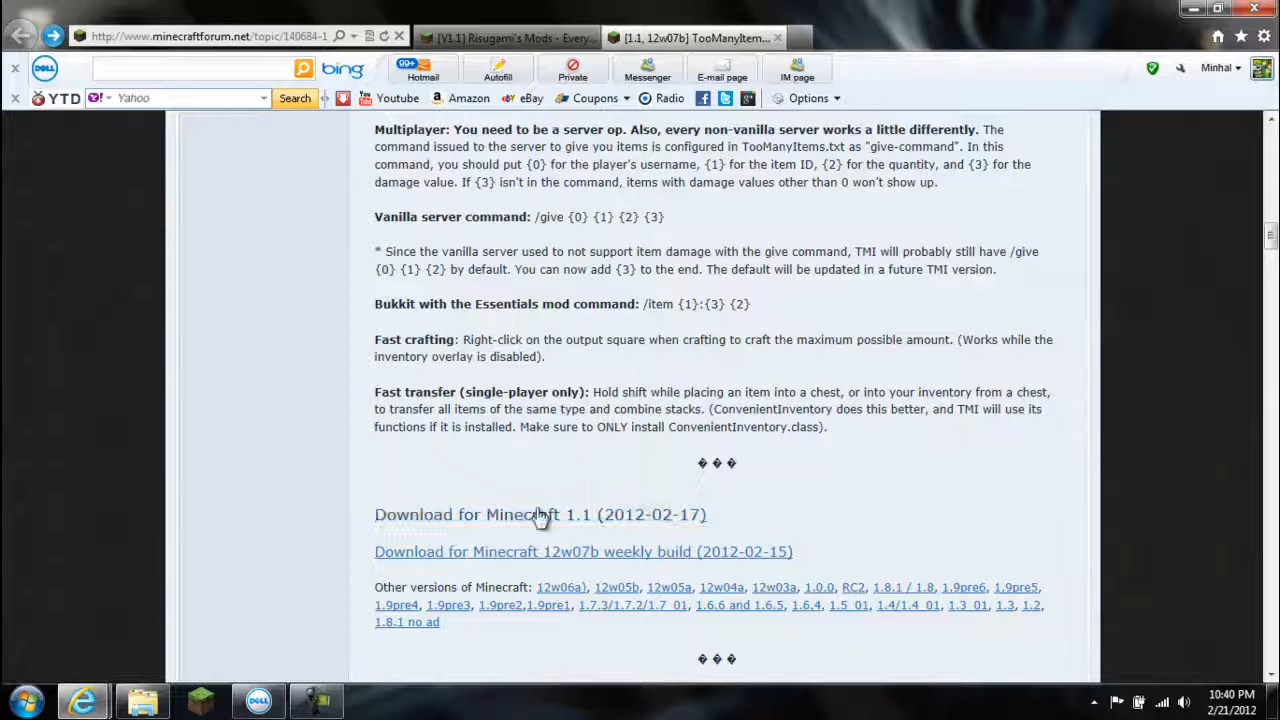 http://www.minecraftforum.net/topic/140684-1
[V1.1] Risugami's Mods - Every...
[1.1, 12w07b] TooManyItem...
DELL
bing
99+
Hotmail
Autofill
Private
Messenger
E-mail page
IM page
Minhal
YTD
Y!
Yahoo
Search
Youtube
Amazon
eBay
Coupons
Radio
Options
Multiplayer: You need to be a server op. Also, every non-vanilla server works a little differently. The
command issued to the server to give you items is configured in TooManyItems.txt as "give-command". In this
command, you should put {0} for the player's username, {1} for the item ID, {2} for the quantity, and {3} for the
damage value. If {3} isn't in the command, items with damage values other than 0 won't show up.
Vanilla server command: /give {0} {1} {2} {3}
* Since the vanilla server used to not support item damage with the give command, TMI will probably still have /give
{0} {1} {2} by default. You can now add {3} to the end. The default will be updated in a future TMI version.
Bukkit with the Essentials mod command: /item {1}:{3} {2}
Fast crafting: Right-click on the output square when crafting to craft the maximum possible amount. (Works while the
inventory overlay is disabled).
Fast transfer (single-player only): Hold shift while placing an item into a chest, or into your inventory from a chest,
to transfer all items of the same type and combine stacks. (ConvenientInventory does this better, and TMI will use its
functions if it is installed. Make sure to ONLY install ConvenientInventory.class).
� � �
Download for Minecraft 1.1 (2012-02-17)
Download for Minecraft 12w07b weekly build (2012-02-15)
Other versions of Minecraft: 12w06a), 12w05b, 12w05a, 12w04a, 12w03a, 1.0.0, RC2, 1.8.1 / 1.8, 1.9pre6, 1.9pre5,
1.9pre4, 1.9pre3, 1.9pre2,1.9pre1, 1.7.3/1.7.2/1.7_01, 1.6.6 and 1.6.5, 1.6.4, 1.5_01, 1.4/1.4_01, 1.3_01, 1.3, 1.2,
1.8.1 no ad
� � �
DELL
10:40 PM
2/21/2012